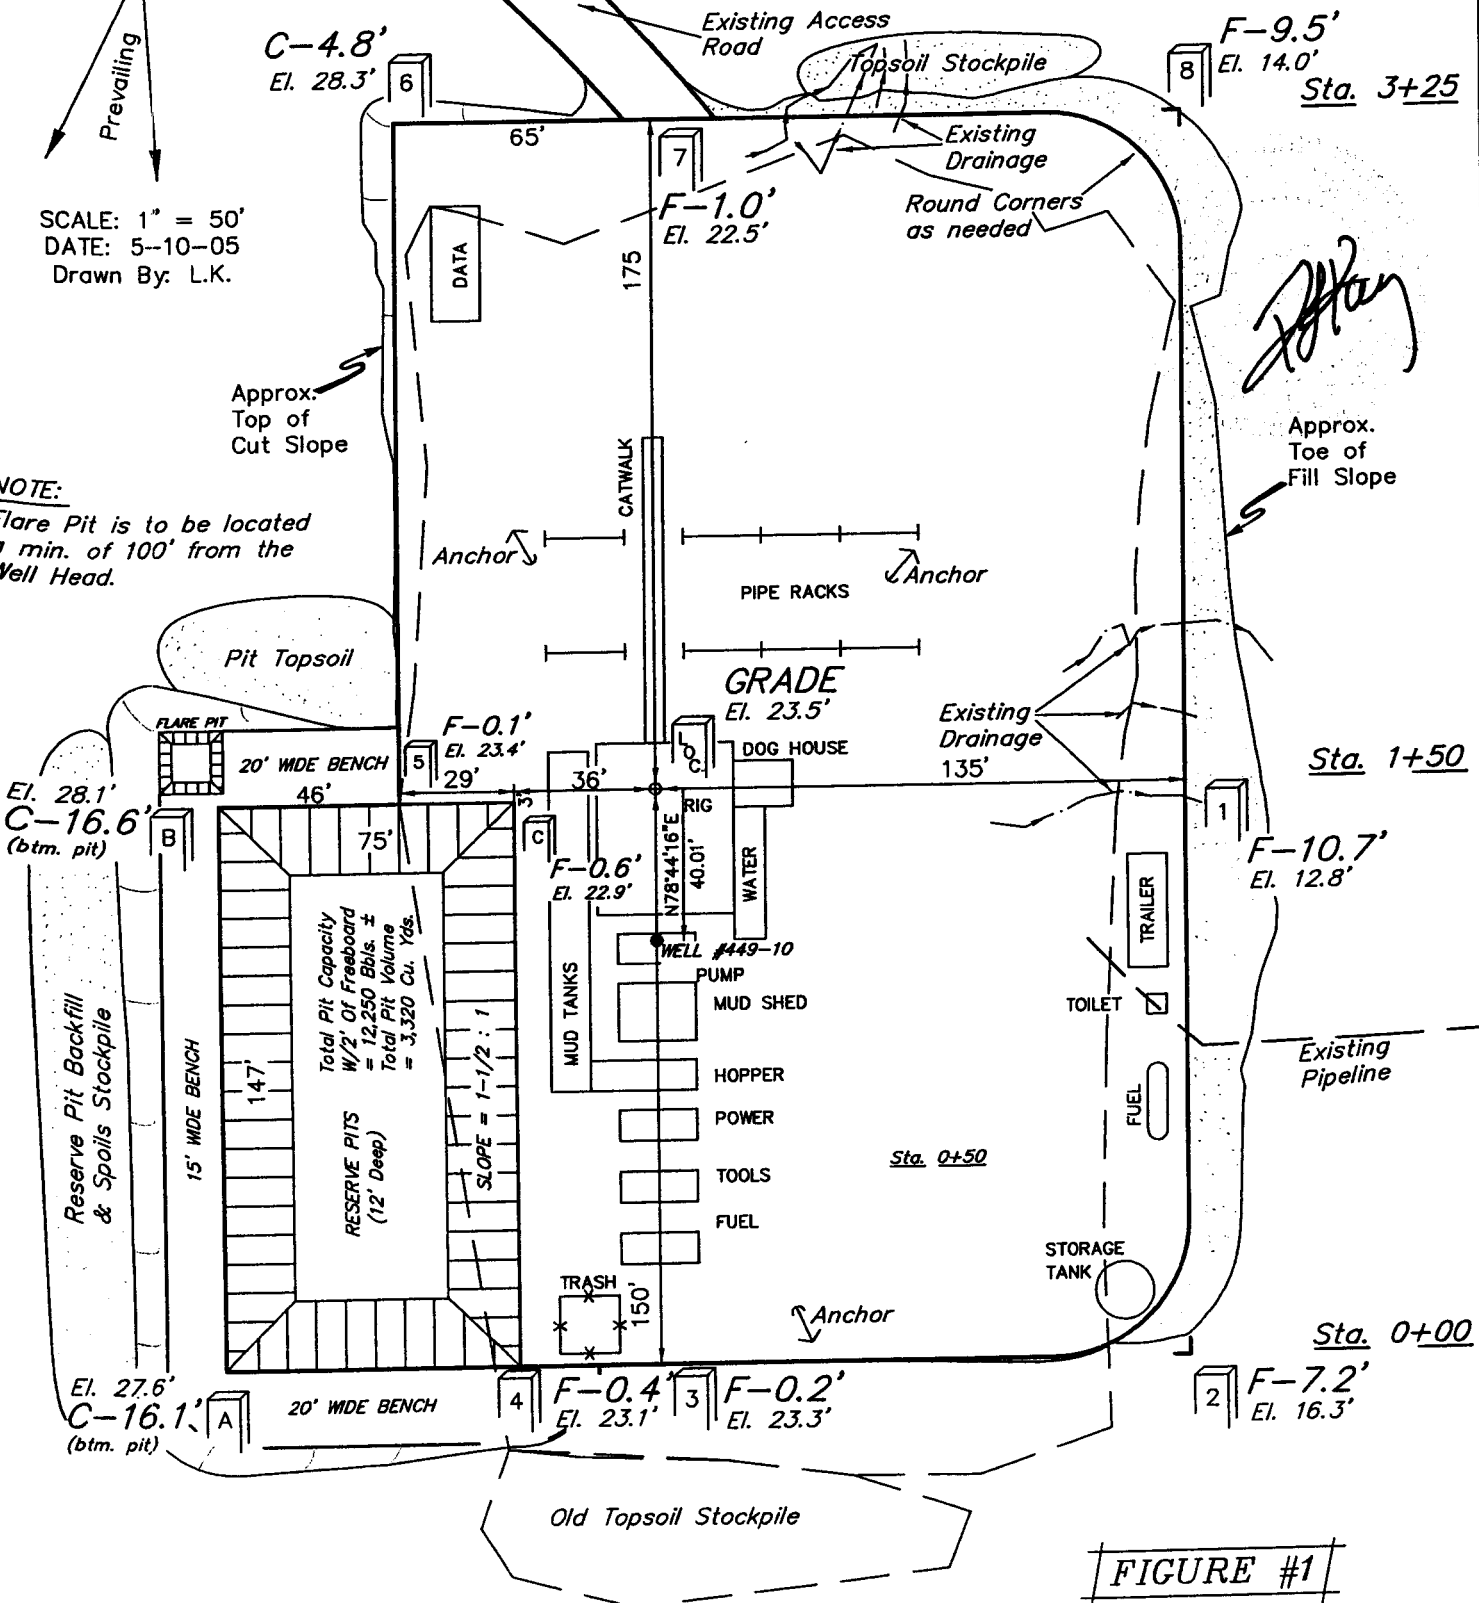 Existing Access
Road
C-4.8'
El. 28.3'
6
F-9.5'
El. 14.0'
8
Sta. 3+25
Topsoil Stockpile
Prevailing
65'
7
Existing
Drainage
F-1.0'
El. 22.5'
Round Corners
as needed
SCALE: 1" = 50'
DATE: 5-10-05
Drawn By: L.K.
DATA
175
Approx.
Top of
Cut Slope
Approx.
Toe of
Fill Slope
CATWALK
NOTE:
Flare Pit is to be located
a min. of 100' from the
Well Head.
Anchor
Anchor
PIPE RACKS
Pit Topsoil
GRADE
El. 23.5'
FLARE PIT
F-0.1'
El. 23.4'
5
LOC.
DOG HOUSE
Existing
Drainage
Sta. 1+50
20' WIDE BENCH
46'
29'
3'
36'
135'
RIG
El. 28.1'
C-16.6'
(btm. pit)
B
75'
C
1
F-10.7'
El. 12.8'
F-0.6'
El. 22.9'
N78°44'16"E
40.01'
WATER
TRAILER
WELL #449-10
PUMP
MUD SHED
MUD TANKS
TOILET
Existing
Pipeline
HOPPER
POWER
FUEL
Total Pit Capacity
W/2' Of Freeboard
= 12,250 Bbls. ±
Total Pit Volume
= 3,320 Cu. Yds.
RESERVE PITS
(12' Deep)
SLOPE = 1-1/2 : 1
147'
15' WIDE BENCH
Reserve Pit Backfill
& Spoils Stockpile
Sta. 0+50
TOOLS
FUEL
STORAGE
TANK
TRASH
150'
Anchor
Sta. 0+00
El. 27.6'
C-16.1'
(btm. pit)
A
20' WIDE BENCH
4
F-0.4'
El. 23.1'
3
F-0.2'
El. 23.3'
2
F-7.2'
El. 16.3'
Old Topsoil Stockpile
FIGURE #1